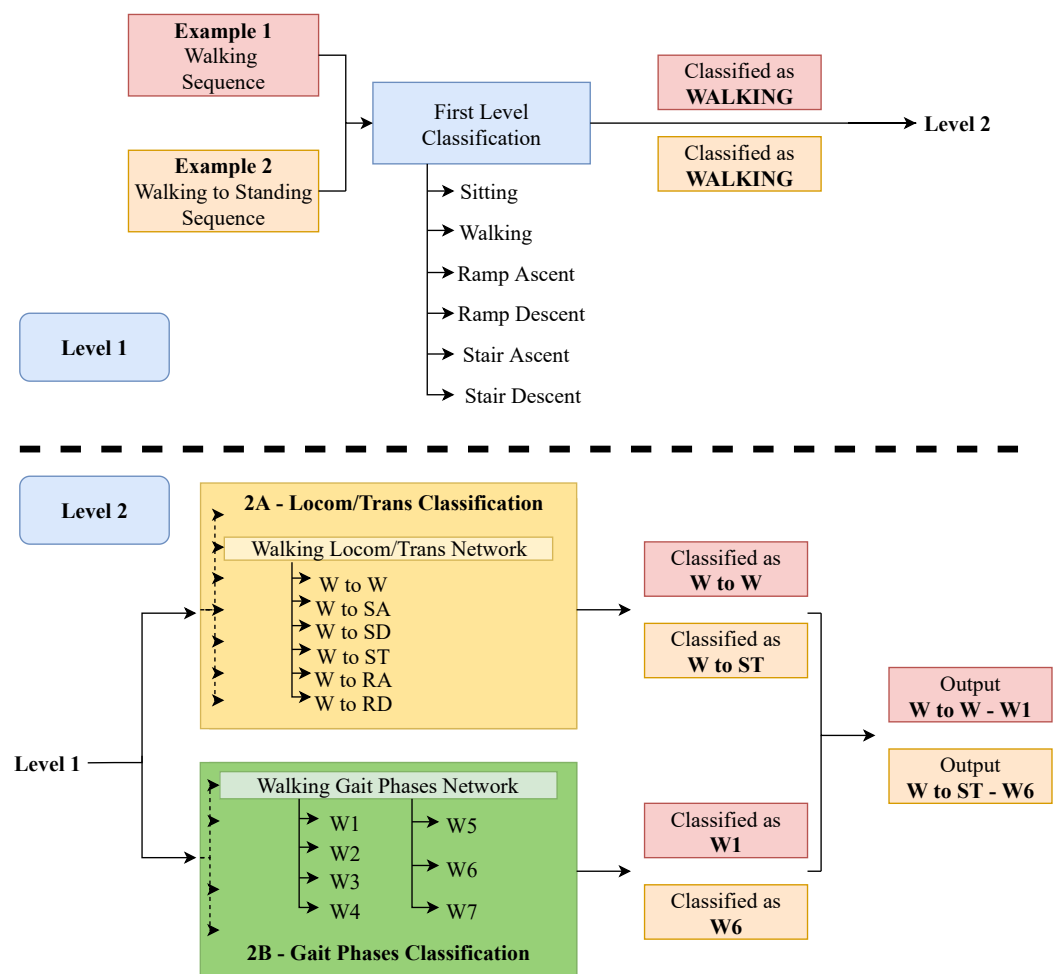 Example 1
Walking
Sequence
Example 2
Walking to Standing
Sequence
First Level
Classification
Sitting
Walking
Ramp Ascent
Ramp Descent
Stair Ascent
Stair Descent
Classified as
WALKING
Classified as
WALKING
Level 2
Level 1
Level 2
Level 1
2A - Locom/Trans Classification
Walking Locom/Trans Network
W to W
W to SA
W to SD
W to ST
W to RA
W to RD
Classified as
W to W
Classified as
W to ST
Walking Gait Phases Network
W1
W2
W3
W4
W5
W6
W7
2B - Gait Phases Classification
Classified as
W1
Classified as
W6
Output
W to W - W1
Output
W to ST - W6